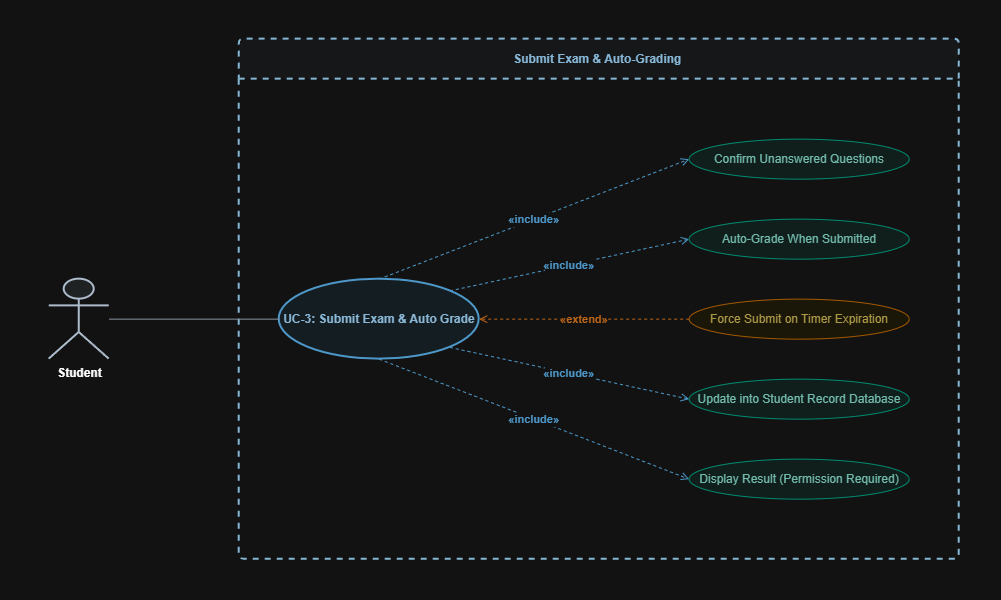 Submit Exam & Auto-Grading
Confirm Unanswered Questions
«include»
Auto-Grade When Submitted
«include»
UC-3: Submit Exam & Auto Grade
«extend»
Force Submit on Timer Expiration
Student
«include»
Update into Student Record Database
«include»
Display Result (Permission Required)